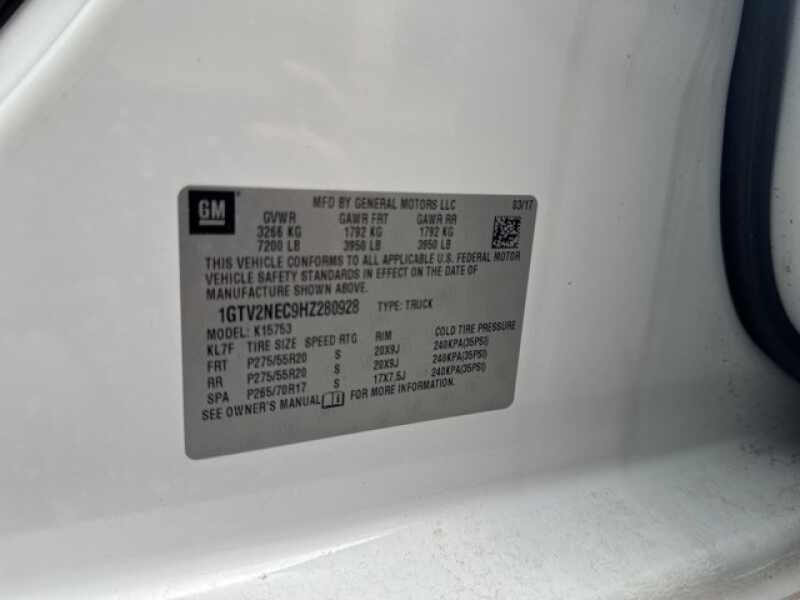 GM
MFD BY GENERAL MOTORS LLC 03/17
GVWR GAWR FRT GAWR RR
3266 KG 1792 KG 1792 KG
7200 LB 3950 LB 3950 LB
THIS VEHICLE CONFORMS TO ALL APPLICABLE U.S. FEDERAL MOTOR
VEHICLE SAFETY STANDARDS IN EFFECT ON THE DATE OF
MANUFACTURE SHOWN ABOVE.
1GTV2NEC9HZ280928 TYPE: TRUCK
MODEL: K15753
KL7F TIRE SIZE SPEED RTG RIM COLD TIRE PRESSURE
FRT P275/55R20 S 20X9J 240KPA(35PSI)
RR P275/55R20 S 20X9J 240KPA(35PSI)
SPA P265/70R17 S 17X7.5J 240KPA(35PSI)
SEE OWNER'S MANUAL FOR MORE INFORMATION.